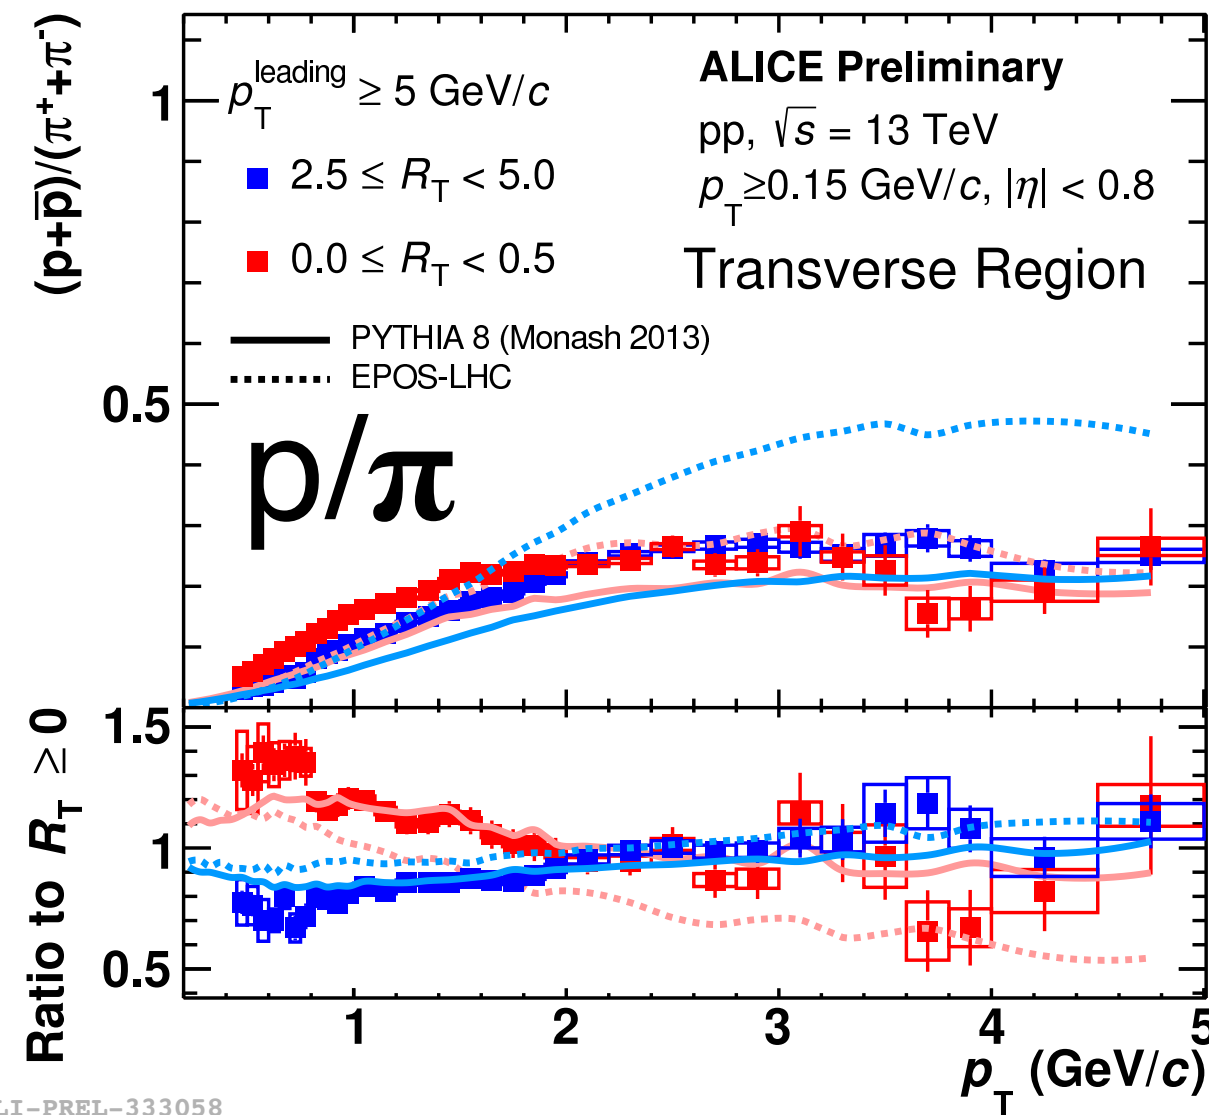 (p+p̄)/(π⁺+π⁻)
1
0.5
p_T^leading ≥ 5 GeV/c
2.5 ≤ R_T < 5.0
0.0 ≤ R_T < 0.5
PYTHIA 8 (Monash 2013)
EPOS-LHC
ALICE Preliminary
pp, √s = 13 TeV
p_T≥0.15 GeV/c, |η| < 0.8
Transverse Region
p/π
Ratio to R_T ≥ 0
1.5
1
0.5
1 2 3 4 5
p_T (GeV/c)
LI-PREL-333058